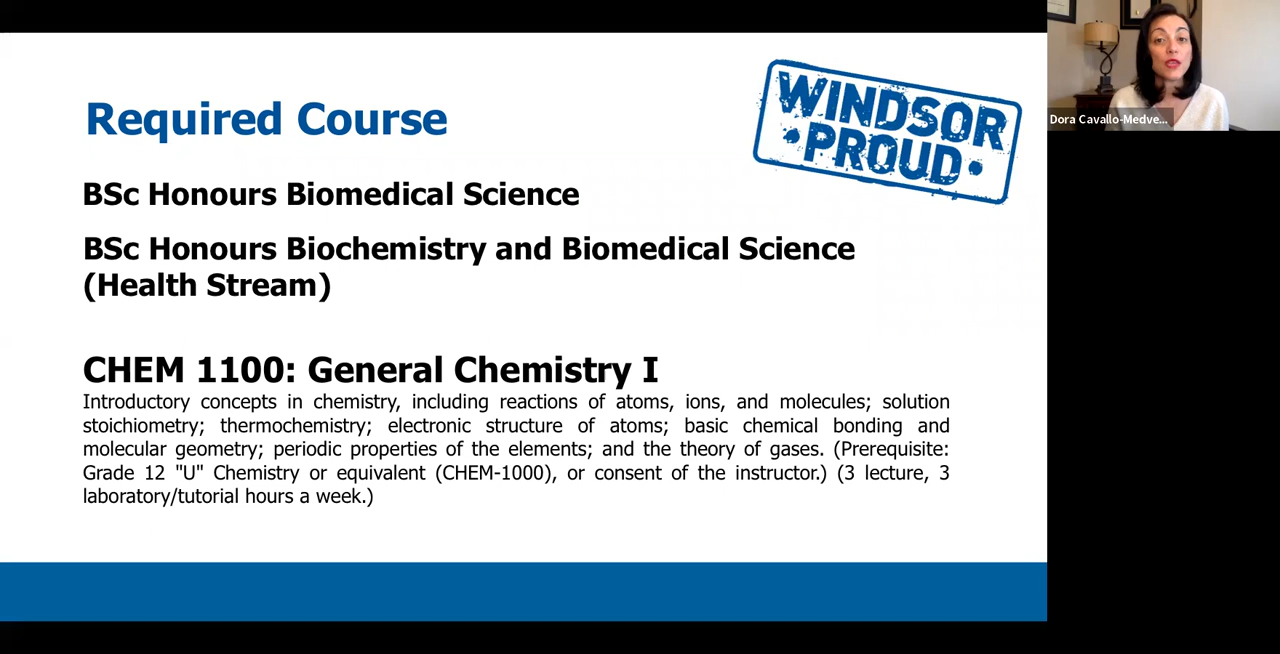 Required Course
WINDSOR
PROUD
BSc Honours Biomedical Science
BSc Honours Biochemistry and Biomedical Science
(Health Stream)
CHEM 1100: General Chemistry I
Introductory concepts in chemistry, including reactions of atoms, ions, and molecules; solution
stoichiometry; thermochemistry; electronic structure of atoms; basic chemical bonding and
molecular geometry; periodic properties of the elements; and the theory of gases. (Prerequisite:
Grade 12 "U" Chemistry or equivalent (CHEM-1000), or consent of the instructor.) (3 lecture, 3
laboratory/tutorial hours a week.)
Dora Cavallo-Medve...